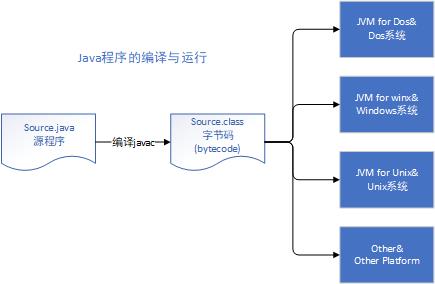 Java程序的编译与运行
Source.java
源程序
编译javac
Source.class
字节码
(bytecode)
JVM for Dos&
Dos系统
JVM for winx&
Windows系统
JVM for Unix&
Unix系统
Other&
Other Platform